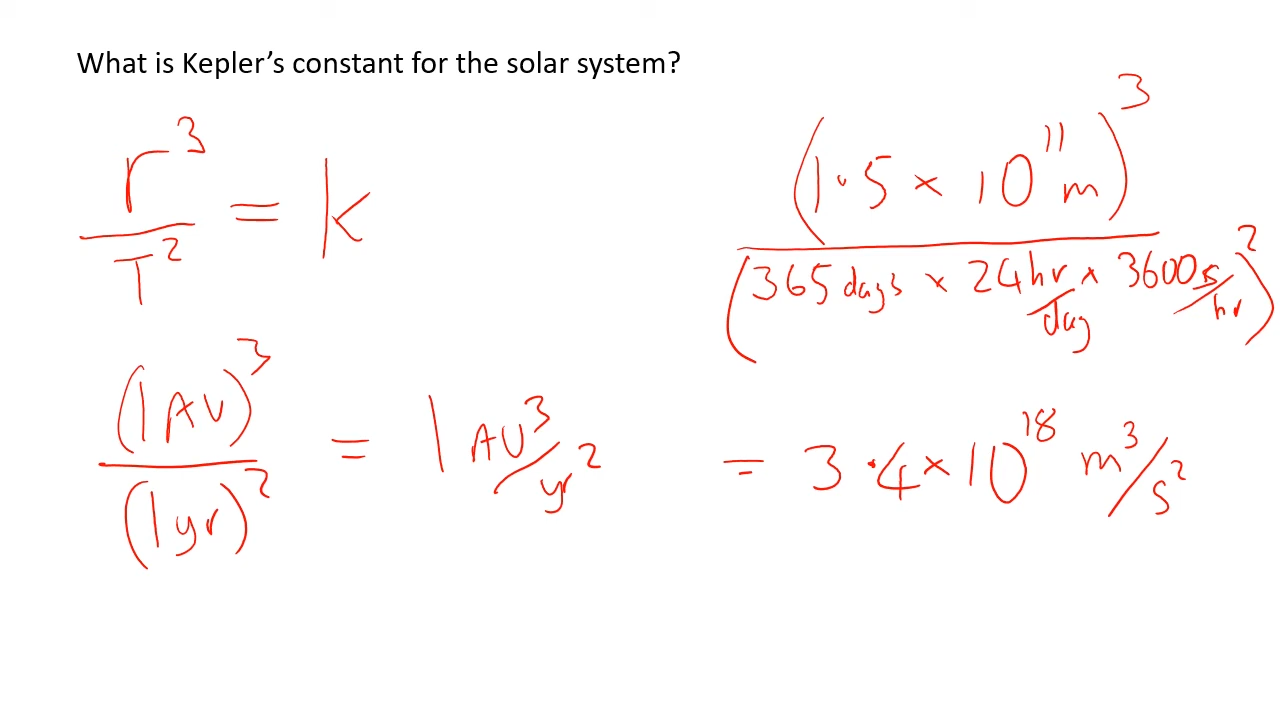 What is Kepler's constant for the solar system?
r³/T² = k
(1 AU)³/(1 yr)² = 1 AU³/yr²
(1.5 × 10¹¹ m)³/(365 days × 24 hr/day × 3600 s/hr)²
= 3.4 × 10¹⁸ m³/s²